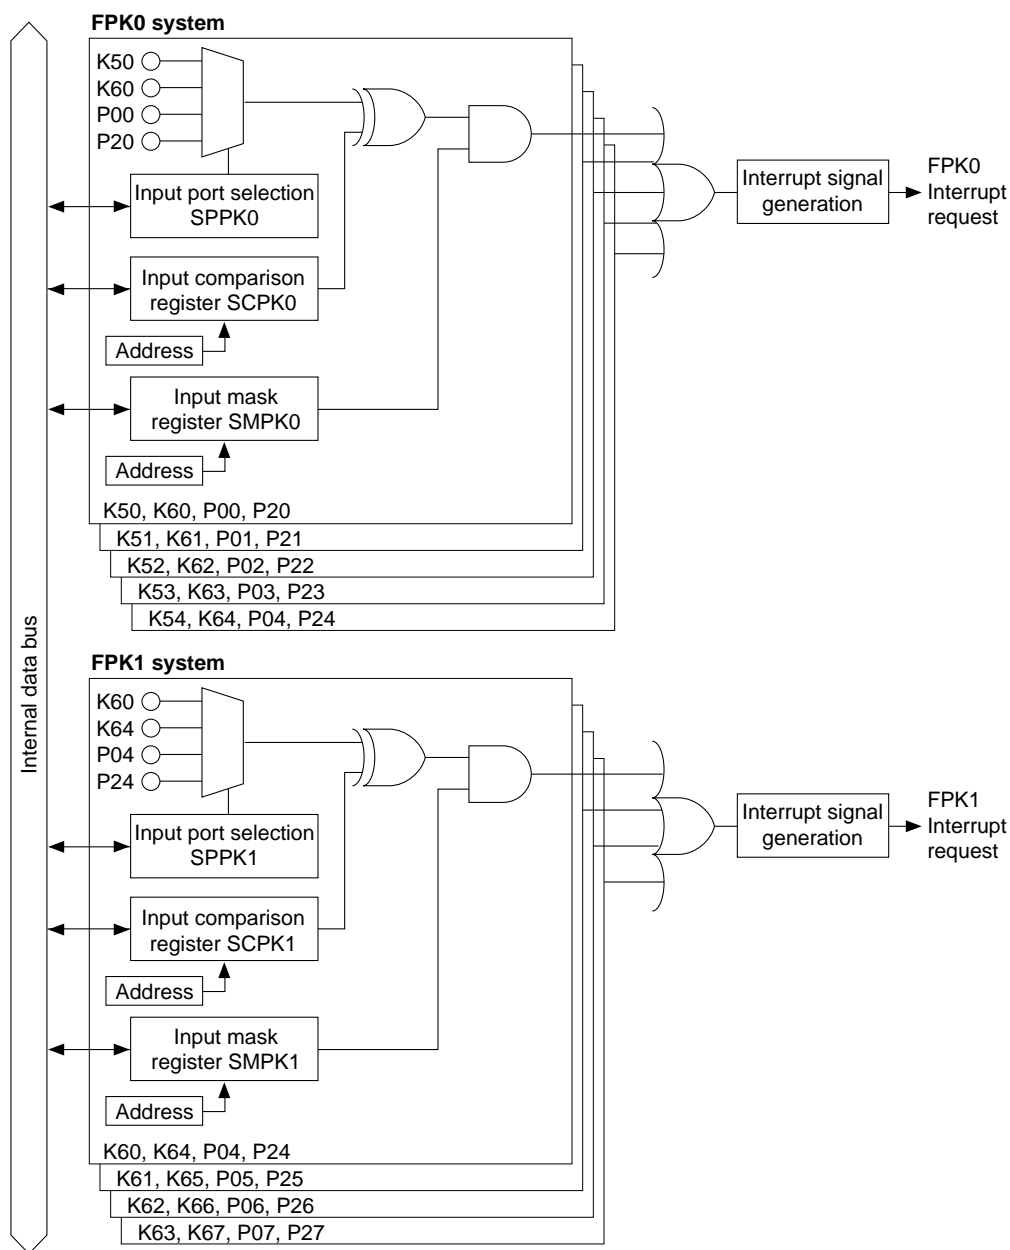 FPK0 system
K50
K60
P00
P20
Input port selection
SPPK0
Input comparison
register SCPK0
Address
Input mask
register SMPK0
Address
K50, K60, P00, P20
K51, K61, P01, P21
K52, K62, P02, P22
K53, K63, P03, P23
K54, K64, P04, P24
Interrupt signal
generation
FPK0
Interrupt
request
Internal data bus
FPK1 system
K60
K64
P04
P24
Input port selection
SPPK1
Input comparison
register SCPK1
Address
Input mask
register SMPK1
Address
K60, K64, P04, P24
K61, K65, P05, P25
K62, K66, P06, P26
K63, K67, P07, P27
Interrupt signal
generation
FPK1
Interrupt
request